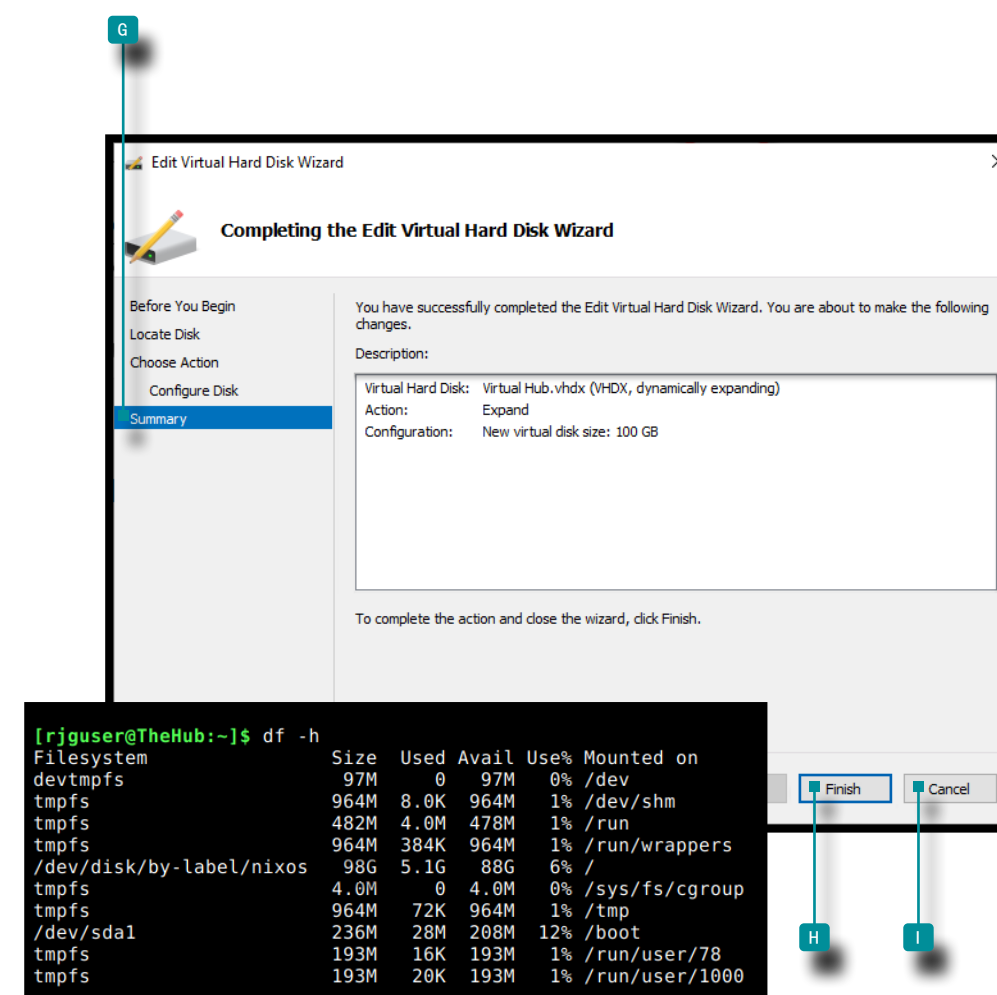 G
Edit Virtual Hard Disk Wizard
Completing the Edit Virtual Hard Disk Wizard
Before You Begin
Locate Disk
Choose Action
Configure Disk
Summary
You have successfully completed the Edit Virtual Hard Disk Wizard. You are about to make the following
changes.
Description:
Virtual Hard Disk: Virtual Hub.vhdx (VHDX, dynamically expanding)
Action: Expand
Configuration: New virtual disk size: 100 GB
To complete the action and close the wizard, click Finish.
Finish
Cancel
[rjguser@TheHub:~]$ df -h
Filesystem Size Used Avail Use% Mounted on
devtmpfs 97M 0 97M 0% /dev
tmpfs 964M 8.0K 964M 1% /dev/shm
tmpfs 482M 4.0M 478M 1% /run
tmpfs 964M 384K 964M 1% /run/wrappers
/dev/disk/by-label/nixos 98G 5.1G 88G 6% /
tmpfs 4.0M 0 4.0M 0% /sys/fs/cgroup
tmpfs 964M 72K 964M 1% /tmp
/dev/sda1 236M 28M 208M 12% /boot
tmpfs 193M 16K 193M 1% /run/user/78
tmpfs 193M 20K 193M 1% /run/user/1000
H
I